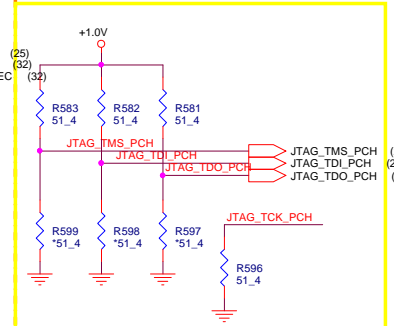 +1.0V
(25)
(32)
EC (32)
R583
51_4
R582
51_4
R581
51_4
JTAG_TMS_PCH
JTAG_TDI_PCH
JTAG_TDO_PCH
JTAG_TMS_PCH (
JTAG_TDI_PCH (2
JTAG_TDO_PCH (
R599
*51_4
R598
*51_4
R597
*51_4
JTAG_TCK_PCH
R596
51_4